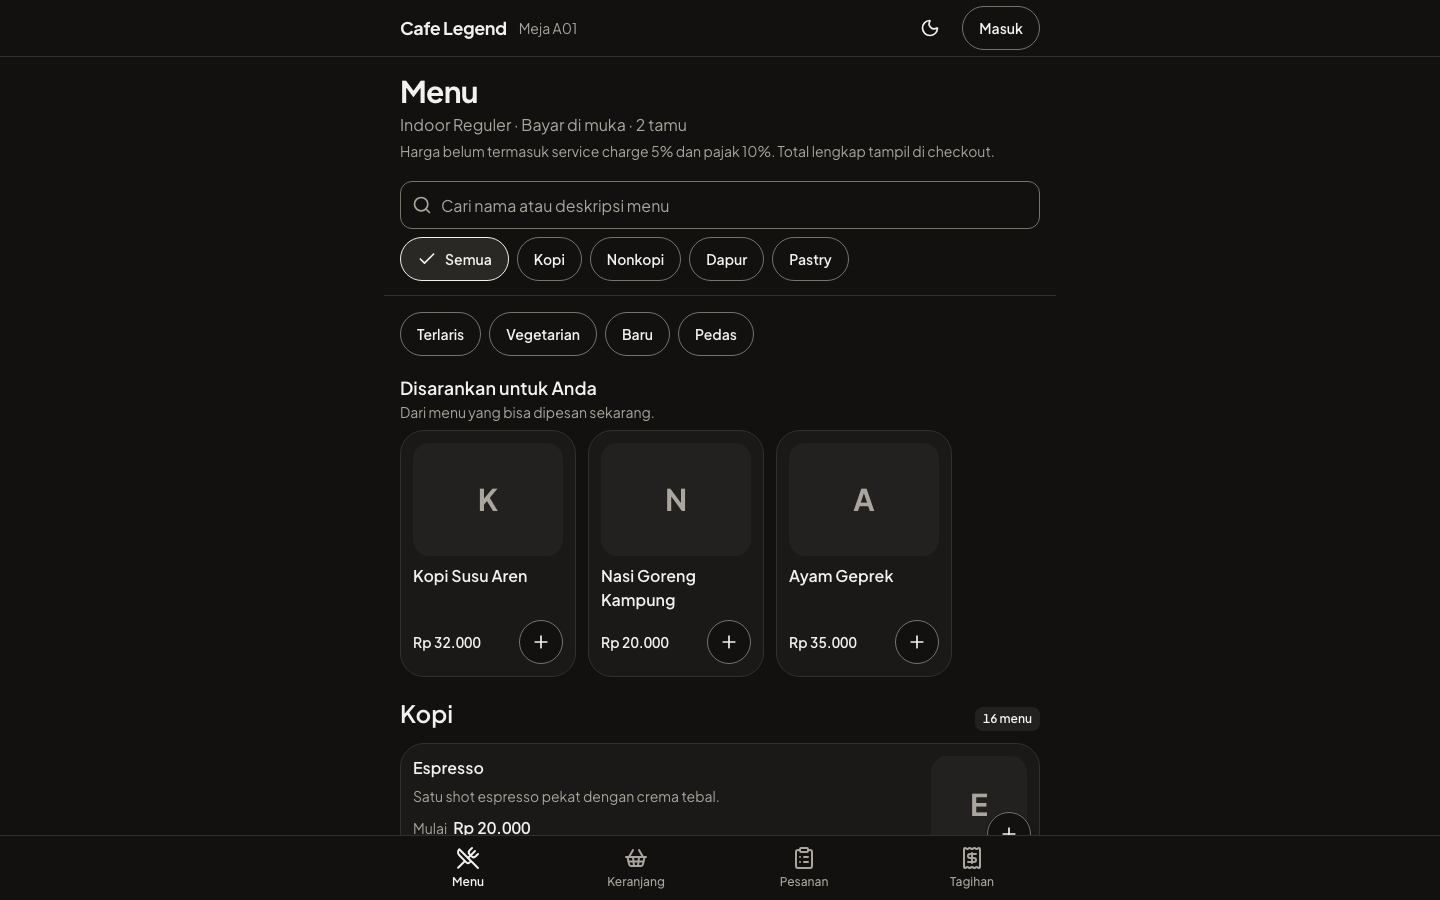 Cafe Legend Meja A01
Masuk
Menu
Indoor Reguler · Bayar di muka · 2 tamu
Harga belum termasuk service charge 5% dan pajak 10%. Total lengkap tampil di checkout.
Cari nama atau deskripsi menu
Semua Kopi Nonkopi Dapur Pastry
Terlaris Vegetarian Baru Pedas
Disarankan untuk Anda
Dari menu yang bisa dipesan sekarang.
K
Kopi Susu Aren
Rp 32.000
N
Nasi Goreng
Kampung
Rp 20.000
A
Ayam Geprek
Rp 35.000
Kopi
16 menu
Espresso
Satu shot espresso pekat dengan crema tebal.
Mulai Rp 20.000
E
Menu Keranjang Pesanan Tagihan